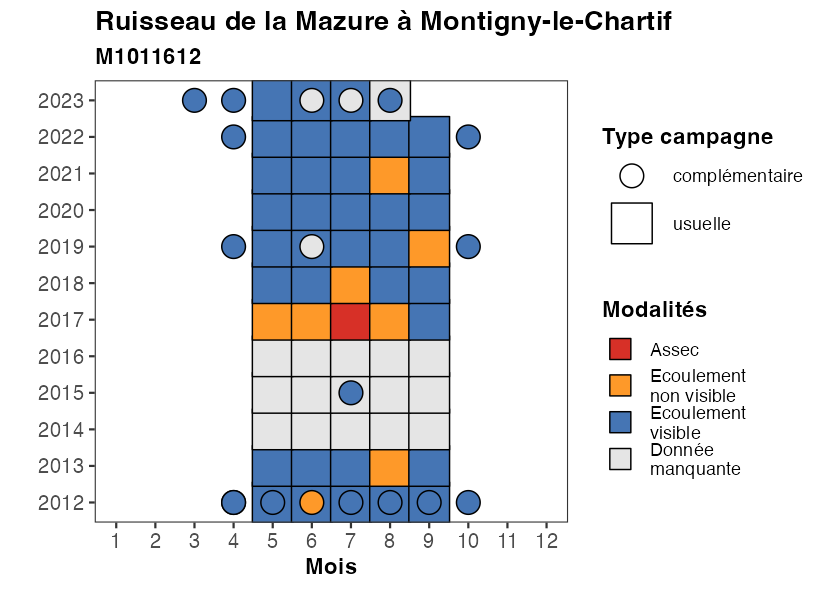 Ruisseau de la Mazure à Montigny-le-Chartif
M1011612
2023
2022
2021
2020
2019
2018
2017
2016
2015
2014
2013
2012
1 2 3 4 5 6 7 8 9 10 11 12
Mois
Type campagne
complémentaire
usuelle
Modalités
Assec
Ecoulement
non visible
Ecoulement
visible
Donnée
manquante